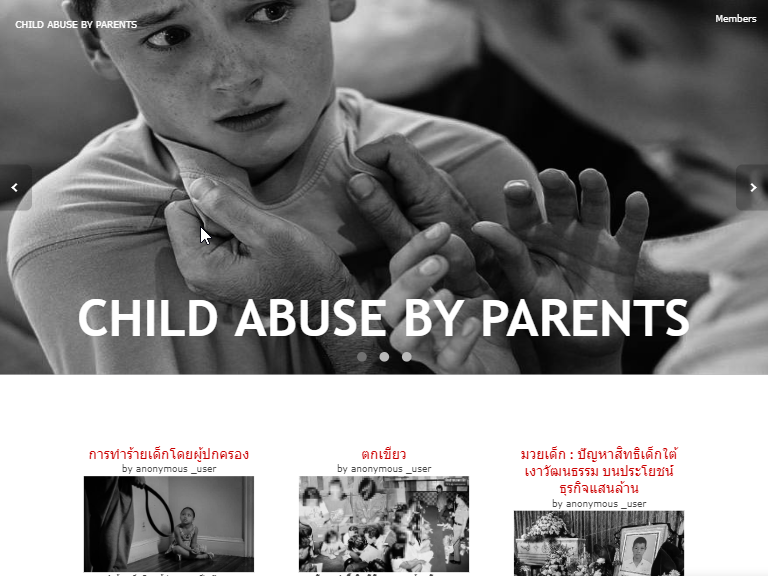 CHILD ABUSE BY PARENTS
Members
CHILD ABUSE BY PARENTS
การทำร้ายเด็กโดยผู้ปกครอง
by anonymous _user
ตกเขียว
by anonymous _user
มวยเด็ก : ปัญหาสิทธิเด็กใต้
เงาวัฒนธรรม บนประโยชน์
ธุรกิจแสนล้าน
by anonymous _user